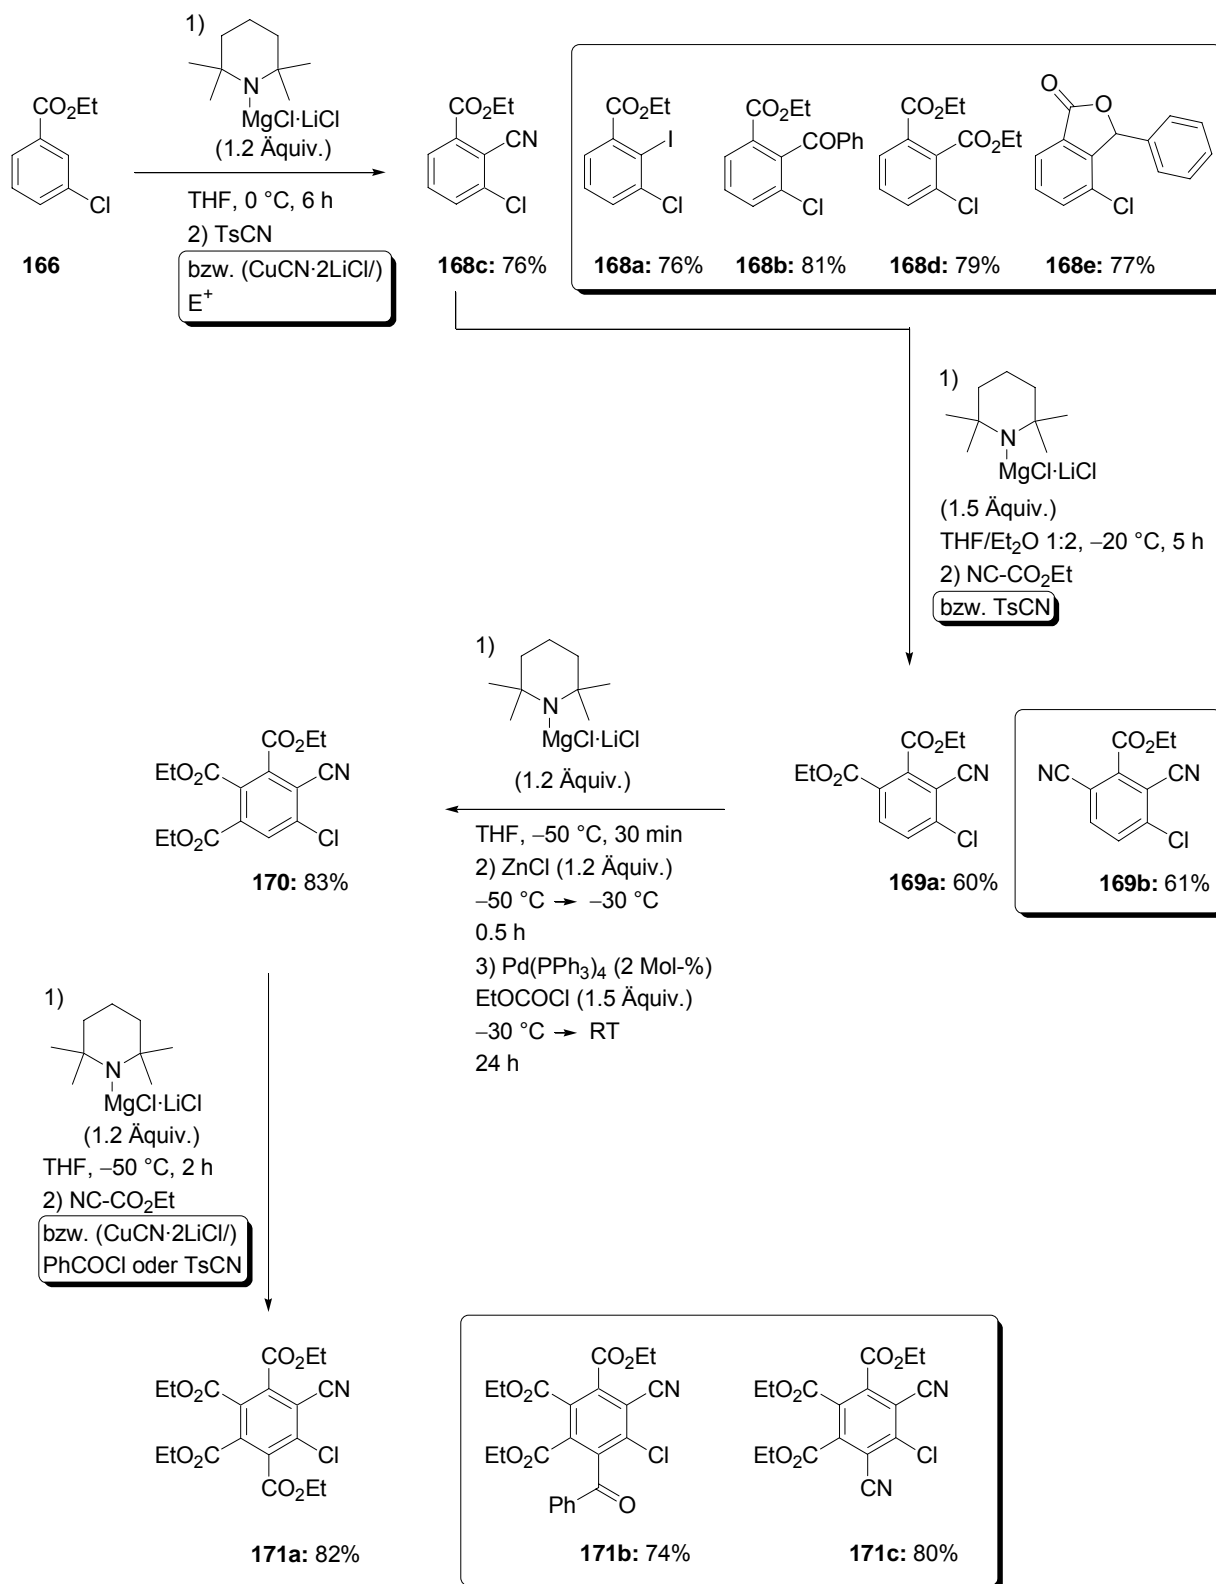 1)
N
MgCl·LiCl
(1.2 Äquiv.)
CO₂Et
Cl
166
THF, 0 °C, 6 h
2) TsCN
bzw. (CuCN·2LiCl/)
E⁺
CO₂Et
CN
Cl
168c: 76%
CO₂Et
I
Cl
168a: 76%
CO₂Et
COPh
Cl
168b: 81%
CO₂Et
CO₂Et
Cl
168d: 79%
O
O
Cl
168e: 77%
1)
N
MgCl·LiCl
(1.5 Äquiv.)
THF/Et₂O 1:2, –20 °C, 5 h
2) NC-CO₂Et
bzw. TsCN
CO₂Et
EtO₂C
CN
Cl
169a: 60%
CO₂Et
NC
CN
Cl
169b: 61%
1)
N
MgCl·LiCl
(1.2 Äquiv.)
THF, –50 °C, 30 min
2) ZnCl (1.2 Äquiv.)
–50 °C → –30 °C
0.5 h
3) Pd(PPh₃)₄ (2 Mol-%)
EtOCOCl (1.5 Äquiv.)
–30 °C → RT
24 h
CO₂Et
EtO₂C
CN
EtO₂C
Cl
170: 83%
1)
N
MgCl·LiCl
(1.2 Äquiv.)
THF, –50 °C, 2 h
2) NC-CO₂Et
bzw. (CuCN·2LiCl/)
PhCOCl oder TsCN
CO₂Et
EtO₂C
CN
EtO₂C
Cl
CO₂Et
171a: 82%
CO₂Et
EtO₂C
CN
EtO₂C
Cl
Ph
O
171b: 74%
CO₂Et
EtO₂C
CN
EtO₂C
Cl
CN
171c: 80%